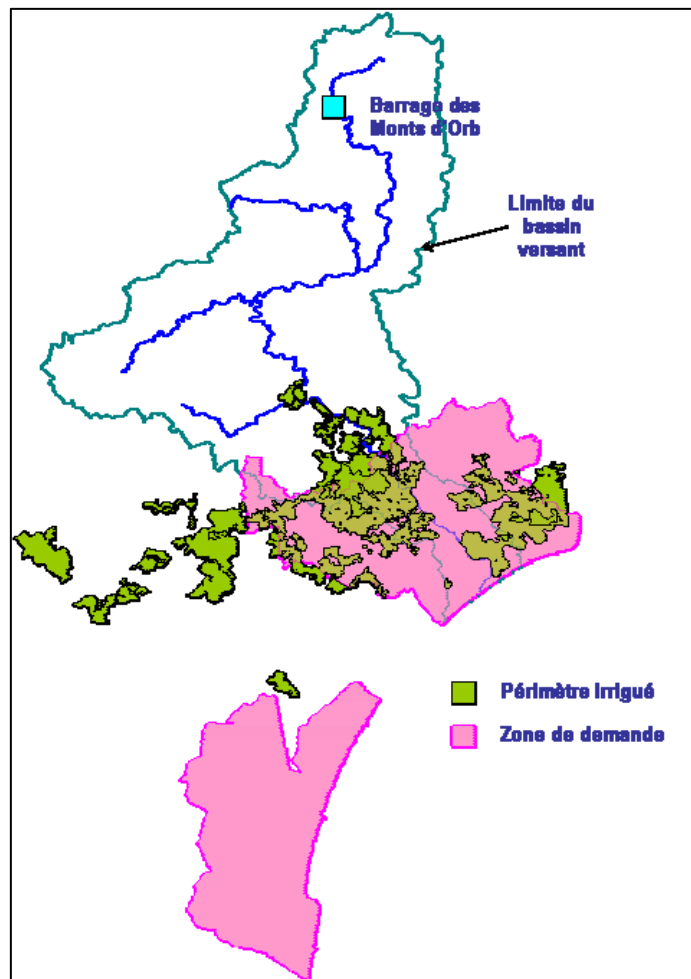 Barrage des
Monts d'Orb
Limite du
bassin
versant
Périmètre irrigué
Zone de demande